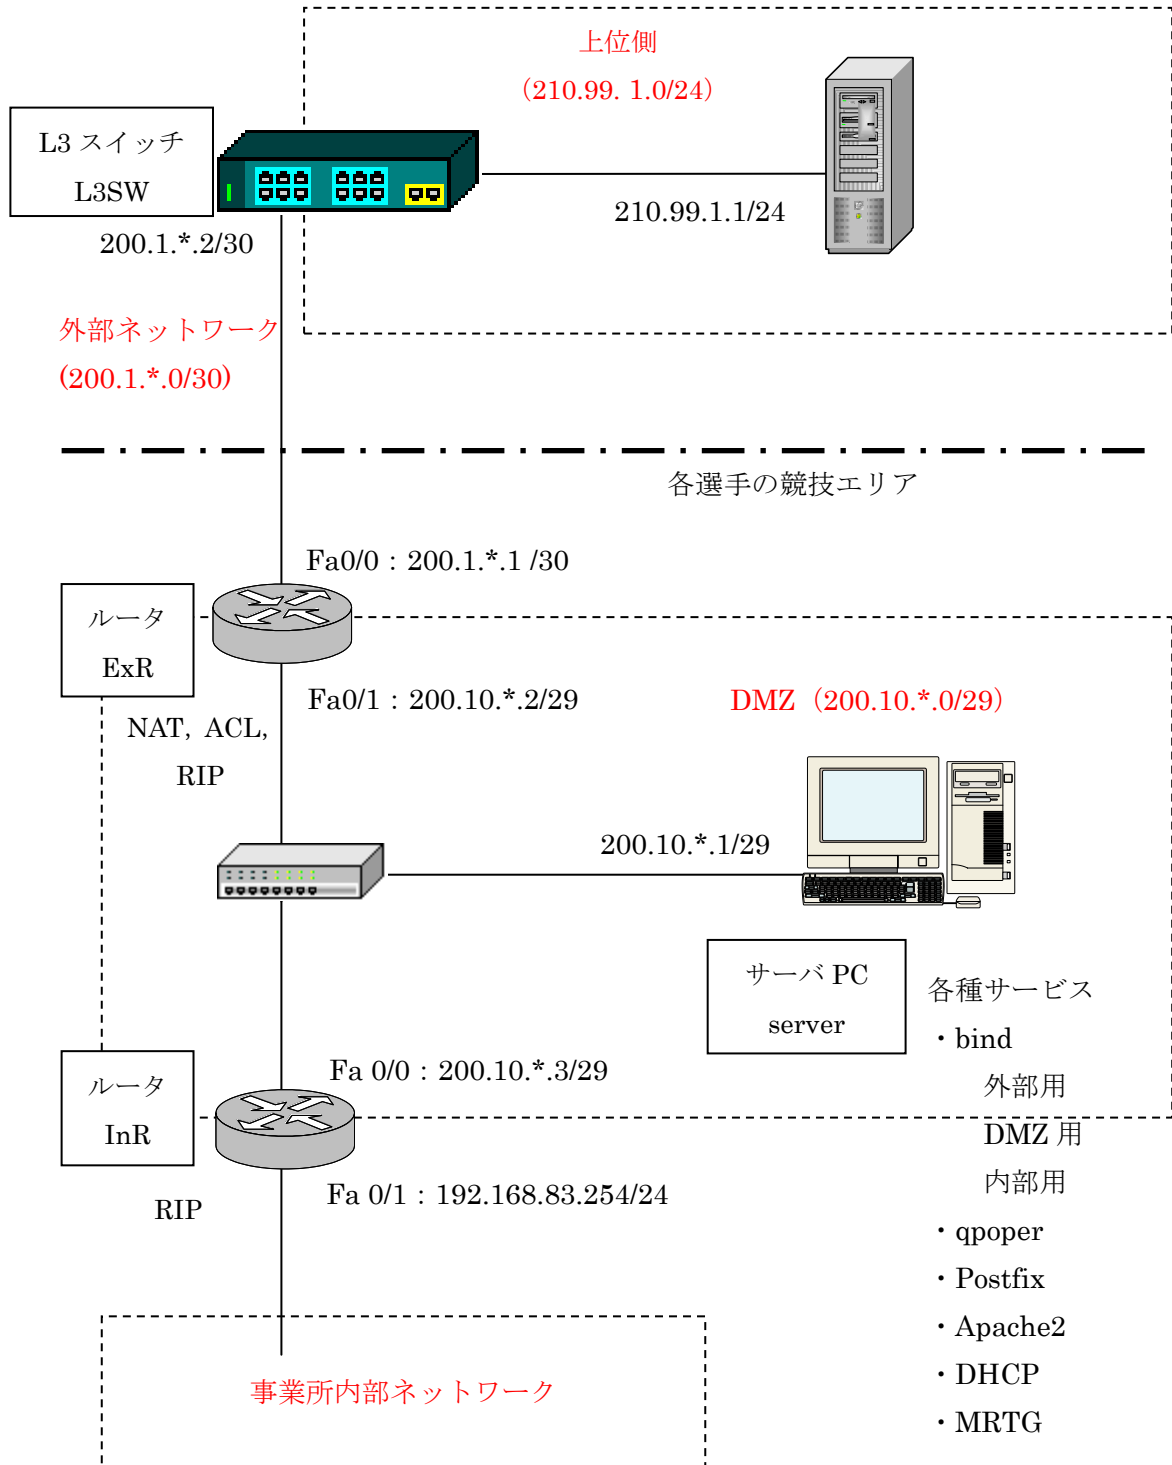 上位側
（210.99. 1.0/24）
L3 スイッチ
L3SW
210.99.1.1/24
200.1.*.2/30
外部ネットワーク
(200.1.*.0/30)
各選手の競技エリア
Fa0/0：200.1.*.1 /30
ルータ
ExR
Fa0/1：200.10.*.2/29
DMZ（200.10.*.0/29）
NAT, ACL,
RIP
200.10.*.1/29
サーバ PC
server
各種サービス
・bind
外部用
DMZ 用
内部用
・qpoper
・Postfix
・Apache2
・DHCP
・MRTG
Fa 0/0：200.10.*.3/29
ルータ
InR
Fa 0/1：192.168.83.254/24
RIP
事業所内部ネットワーク